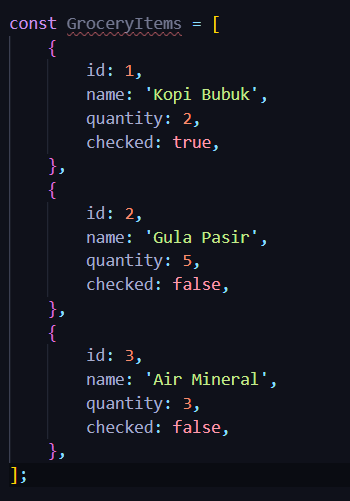 const GroceryItems = [
    {
        id: 1,
        name: 'Kopi Bubuk',
        quantity: 2,
        checked: true,
    },
    {
        id: 2,
        name: 'Gula Pasir',
        quantity: 5,
        checked: false,
    },
    {
        id: 3,
        name: 'Air Mineral',
        quantity: 3,
        checked: false,
    },
];